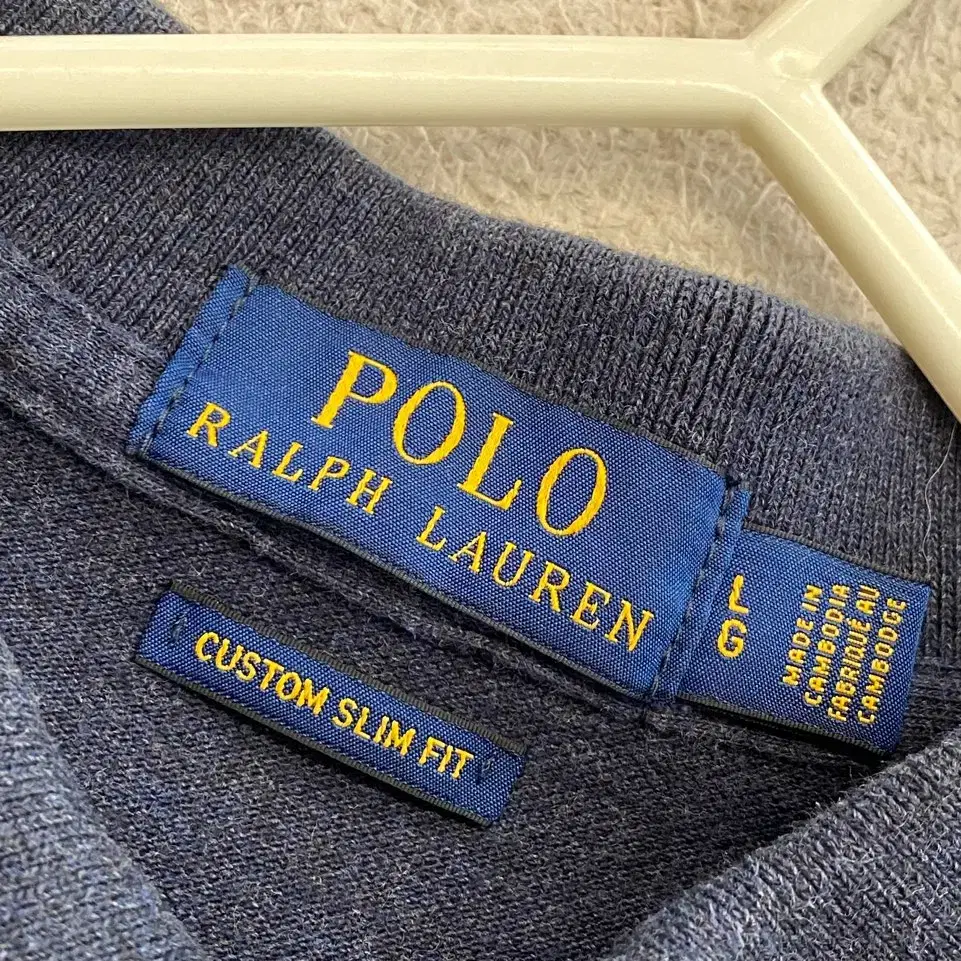 POLO
RALPH LAUREN
L
G
MADE IN
CAMBODIA
FABRIQUÉ AU
CAMBODGE
CUSTOM SLIM FIT